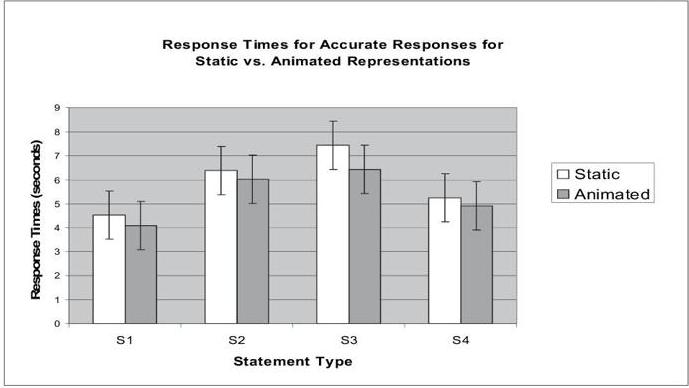 Response Times for Accurate Responses for
Static vs. Animated Representations
Response Times (seconds)
9
8
7
6
5
4
3
2
1
0
S1 S2 S3 S4
Statement Type
Static
Animated